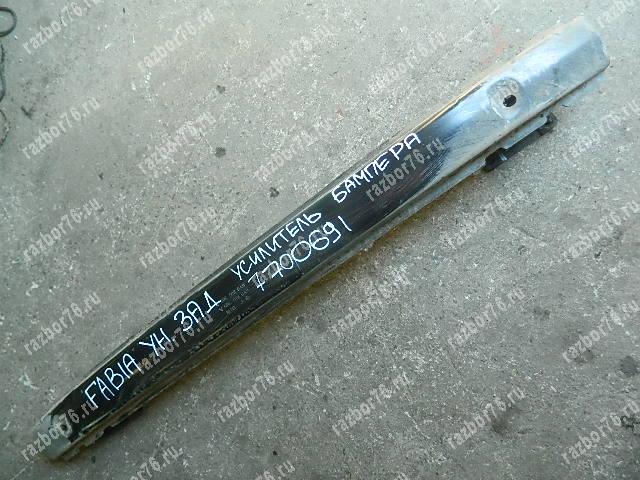 FABIA УН ЗАД УСИЛИТЕЛЬ БАМПЕРА
7700691
razbor76.ru